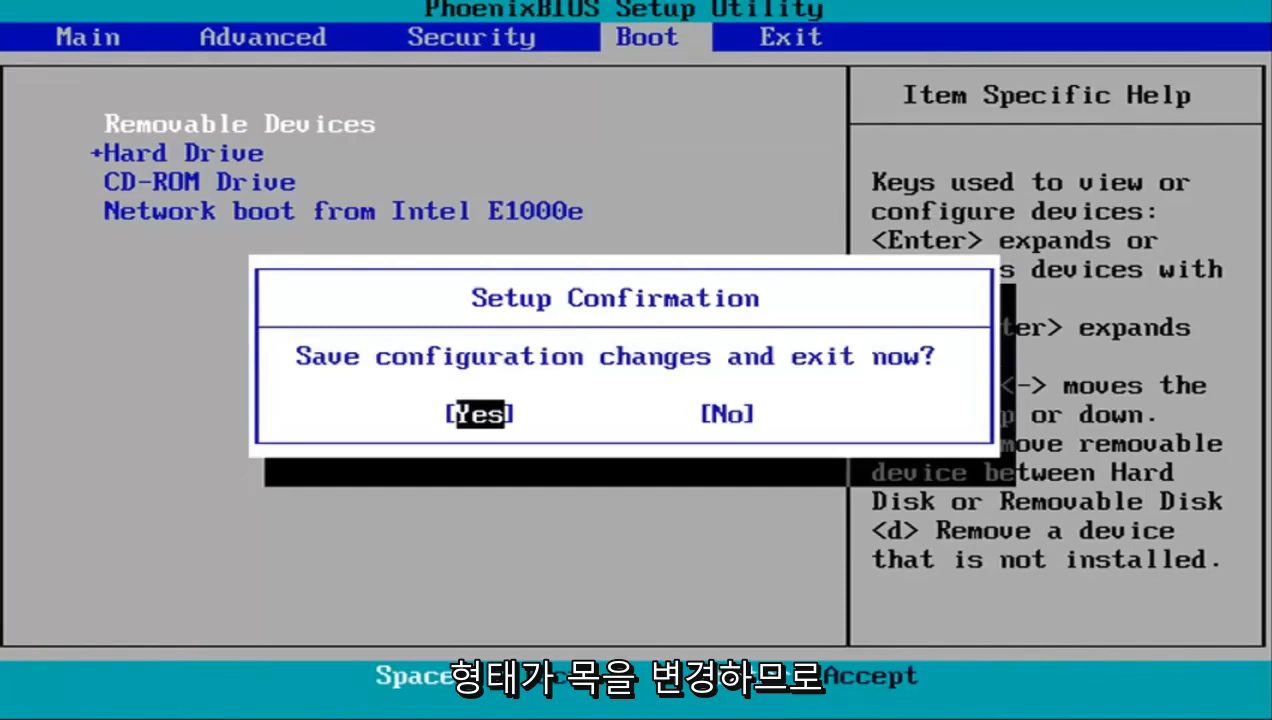 PhoenixBIOS Setup Utility
Main Advanced Security Boot Exit
Removable Devices
+Hard Drive
CD-ROM Drive
Network boot from Intel E1000e
Item Specific Help
Keys used to view or
configure devices:
<Enter> expands or
devices with
expands
<-> moves the
or down.
move removable
device between Hard
Disk or Removable Disk
<d> Remove a device
that is not installed.
Setup Confirmation
Save configuration changes and exit now?
[Yes] [No]
Space Accept
형태가 목을 변경하므로